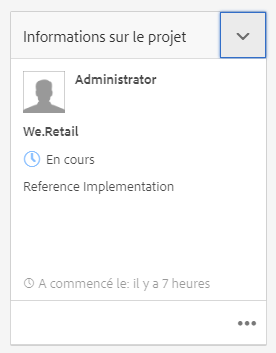 Informations sur le projet
Administrator
We.Retail
En cours
Reference Implementation
A commencé le: il y a 7 heures